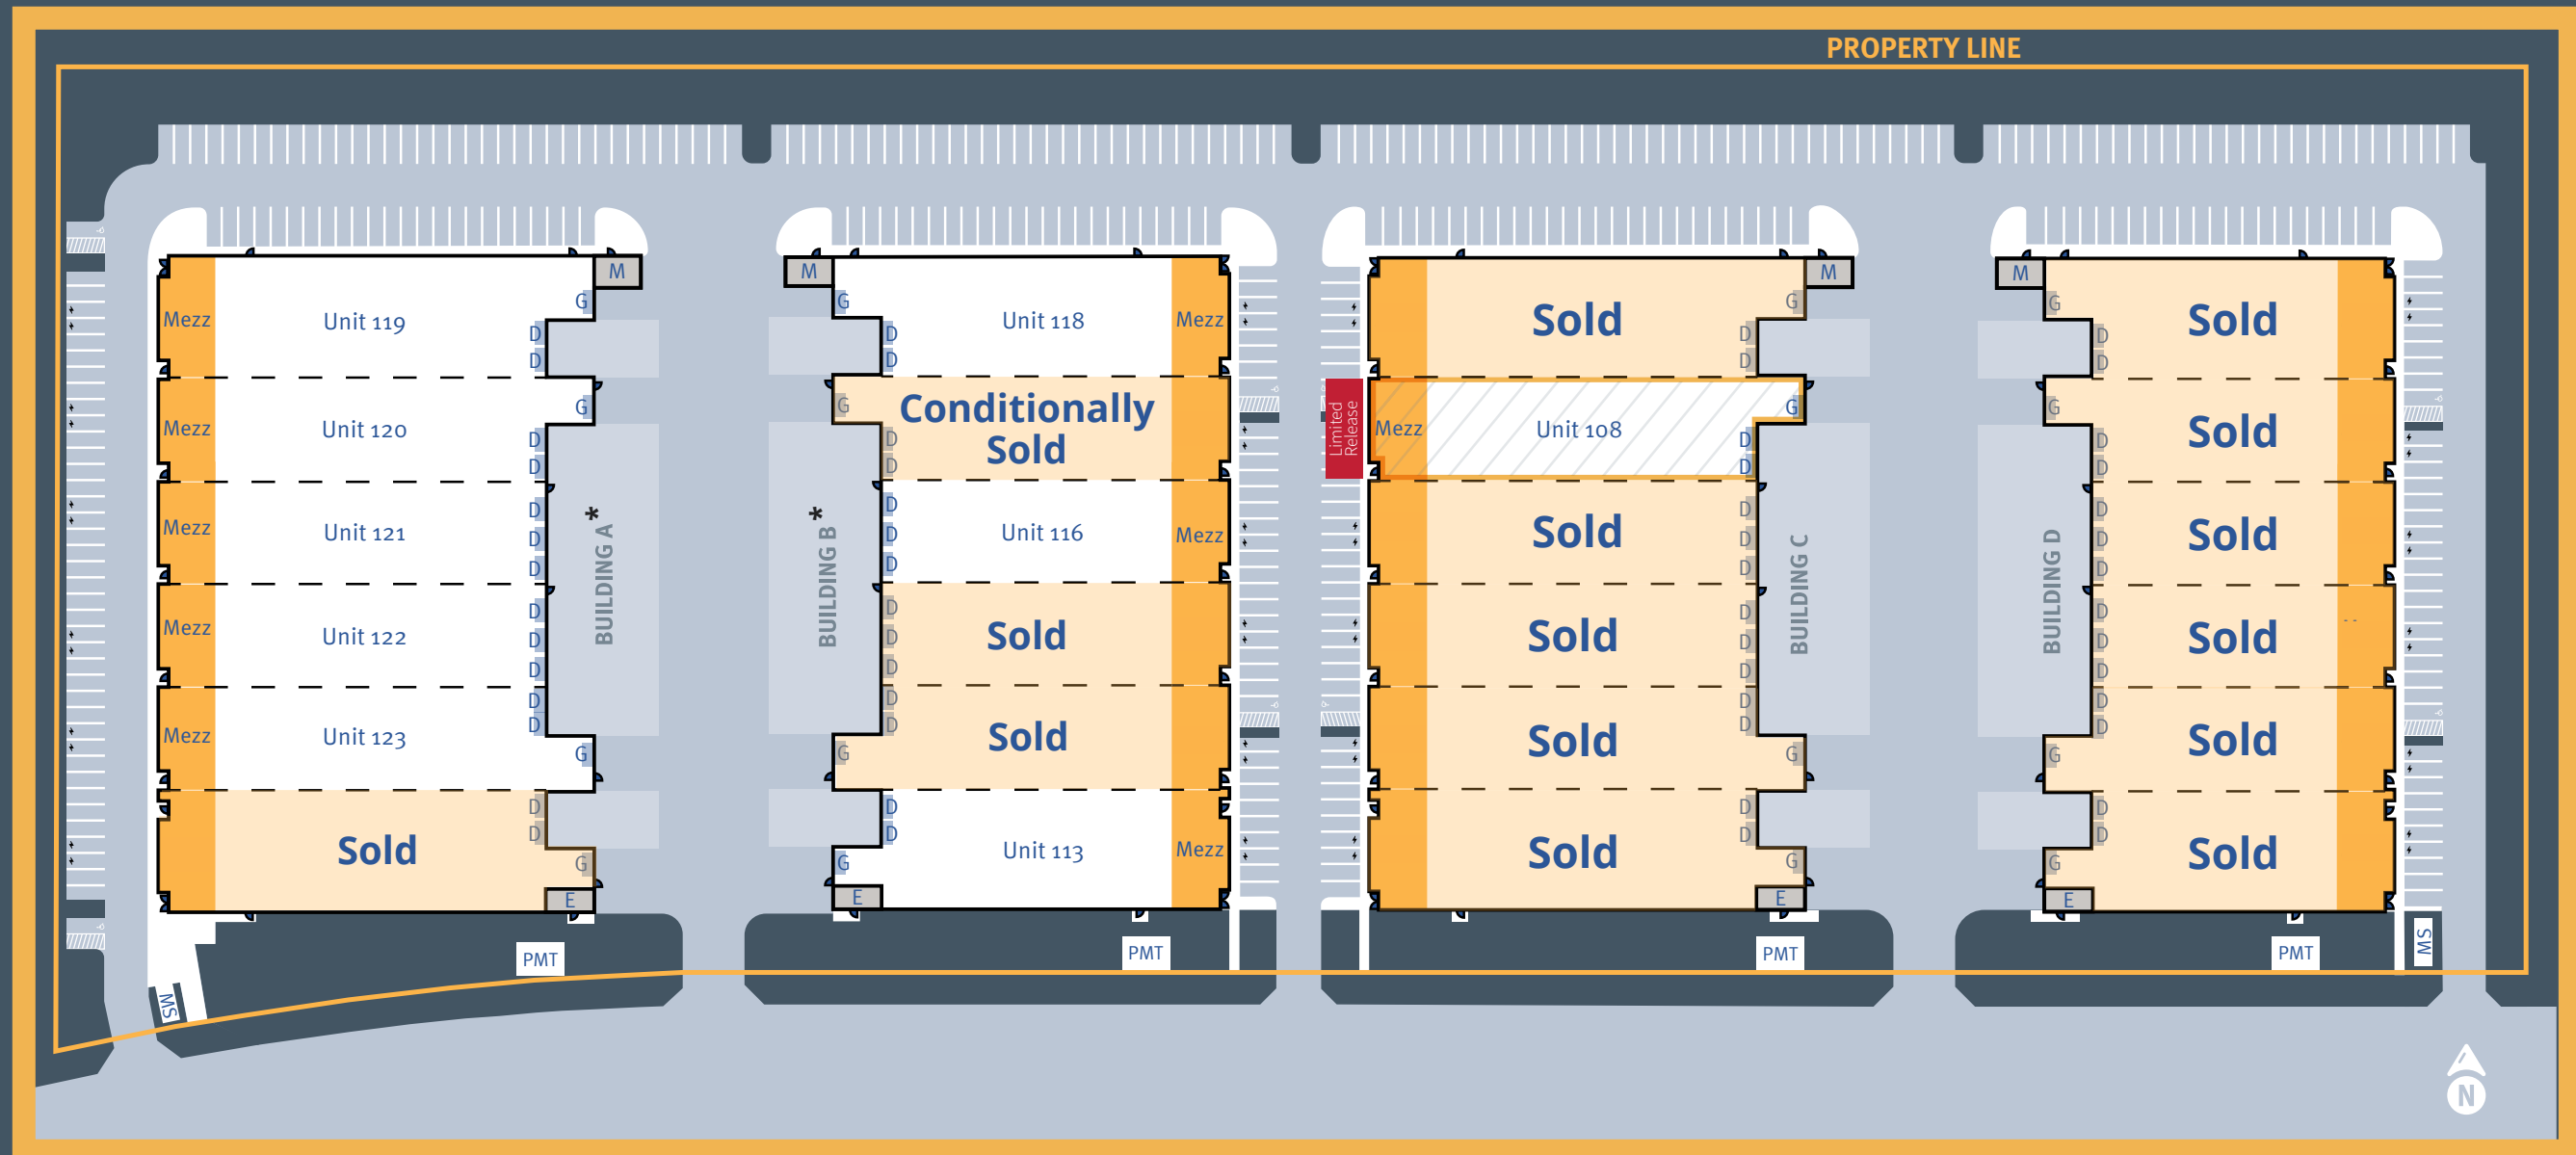 PROPERTY LINE
M
Mezz
Unit 119
G
D
D
Mezz
Unit 120
G
D
D
Mezz
Unit 121
D
D
D
Mezz
Unit 122
D
D
D
Mezz
Unit 123
D
D
G
Sold
D
D
G
E
BUILDING A *
PMT
MS
M
G
Unit 118
Mezz
D
D
G
Conditionally
Sold
D
D
D
Unit 116
Mezz
D
D
D
Sold
D
D
D
Sold
D
G
D
Unit 113
Mezz
D
G
E
BUILDING B *
PMT
M
Sold
G
D
D
Limited
Release
Mezz
Unit 108
G
D
D
Sold
D
D
D
Sold
D
D
D
Sold
D
D
G
Sold
D
D
G
E
BUILDING C
PMT
M
G
Sold
D
D
G
Sold
D
D
D
Sold
D
D
D
Sold
D
D
D
Sold
D
G
D
Sold
D
G
E
BUILDING D
PMT
MS
N